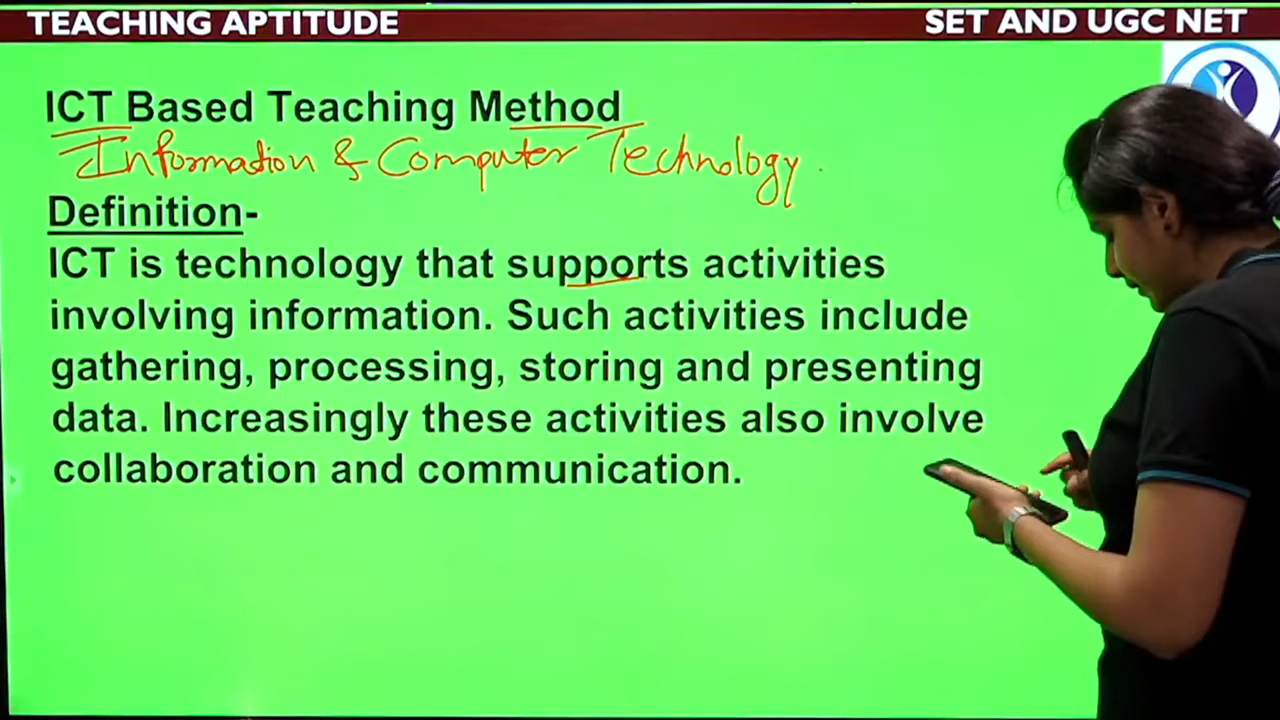 TEACHING APTITUDE
SET AND UGC NET
ICT Based Teaching Method
Information & Computer Technology
Definition-
ICT is technology that supports activities
involving information. Such activities include
gathering, processing, storing and presenting
data. Increasingly these activities also involve
collaboration and communication.